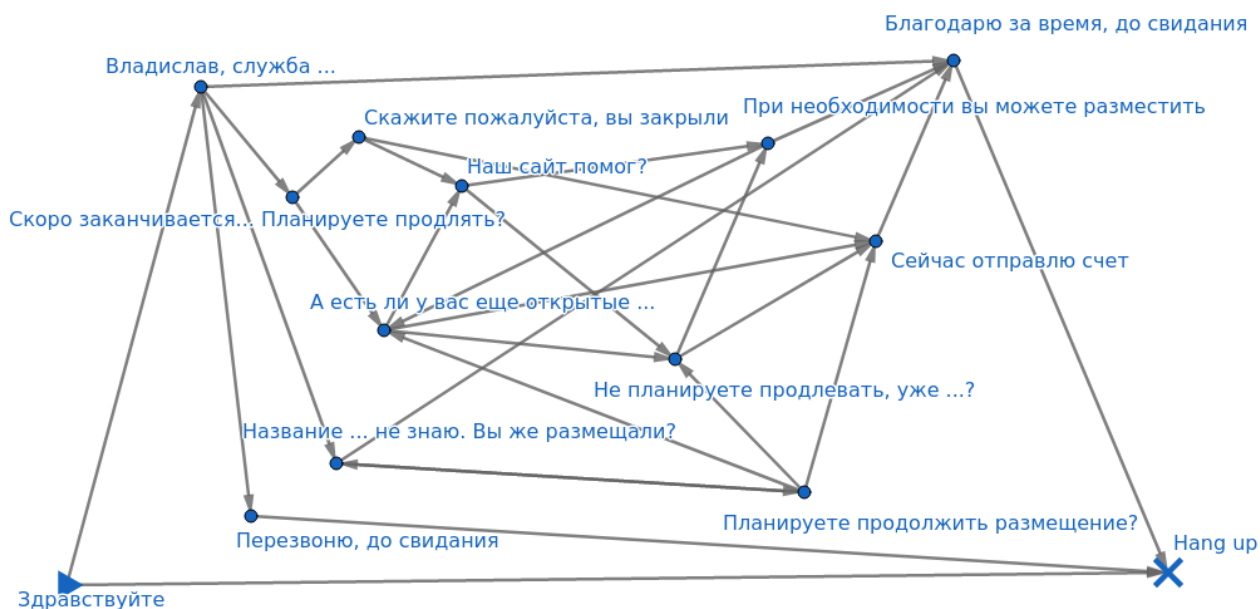 Благодарю за время, до свидания
Владислав, служба ...
При необходимости вы можете разместить
Скажите пожалуйста, вы закрыли
Наш сайт помог?
Скоро заканчивается... Планируете продлять?
Сейчас отправлю счет
А есть ли у вас еще открытые ...
Не планируете продлевать, уже ...?
Название ... не знаю. Вы же размещали?
Планируете продолжить размещение?
Перезвоню, до свидания
Hang up
Здравствуйте